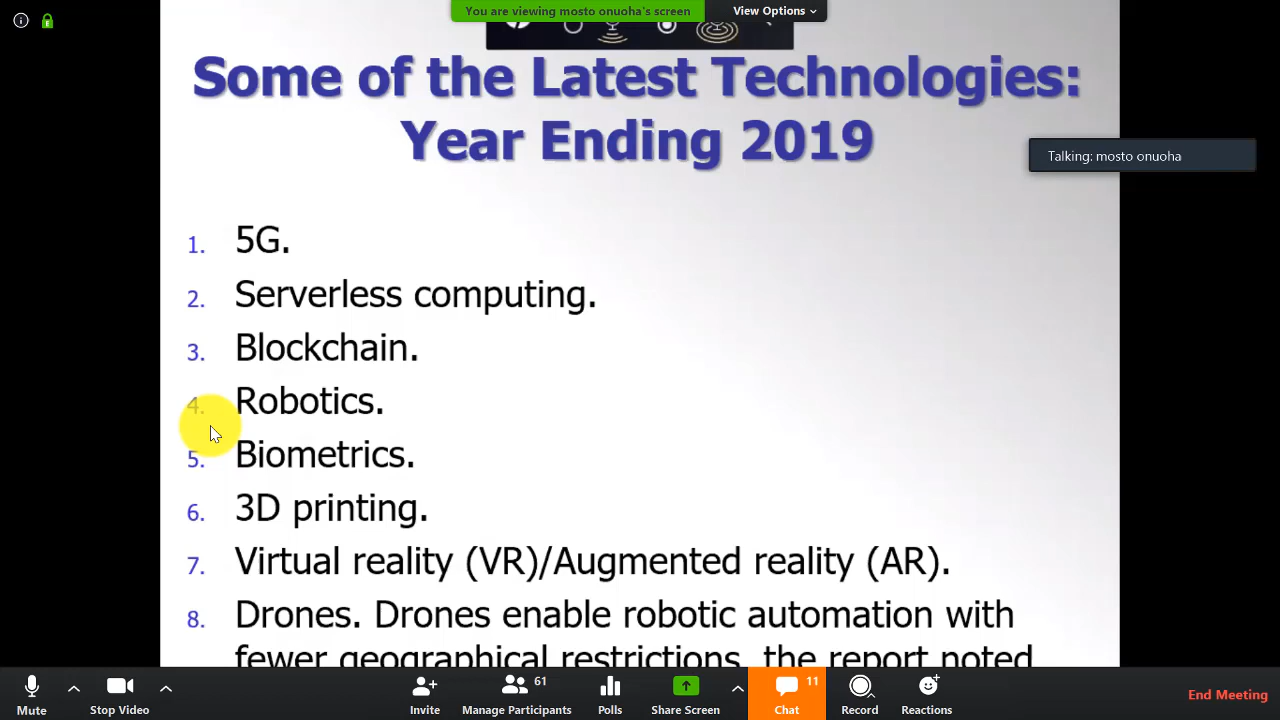 You are viewing mosto onuoha's screen
View Options
Some of the Latest Technologies:
Year Ending 2019
Talking: mosto onuoha
1. 5G.
2. Serverless computing.
3. Blockchain.
4. Robotics.
5. Biometrics.
6. 3D printing.
7. Virtual reality (VR)/Augmented reality (AR).
8. Drones. Drones enable robotic automation with
fewer geographical restrictions, the report noted
61
11
Mute
Stop Video
Invite
Manage Participants
Polls
Share Screen
Chat
Record
Reactions
End Meeting